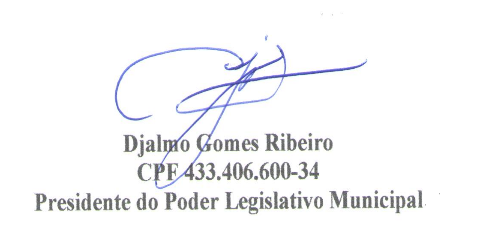 Djalmo Gomes Ribeiro
CPF 433.406.600-34
Presidente do Poder Legislativo Municipal